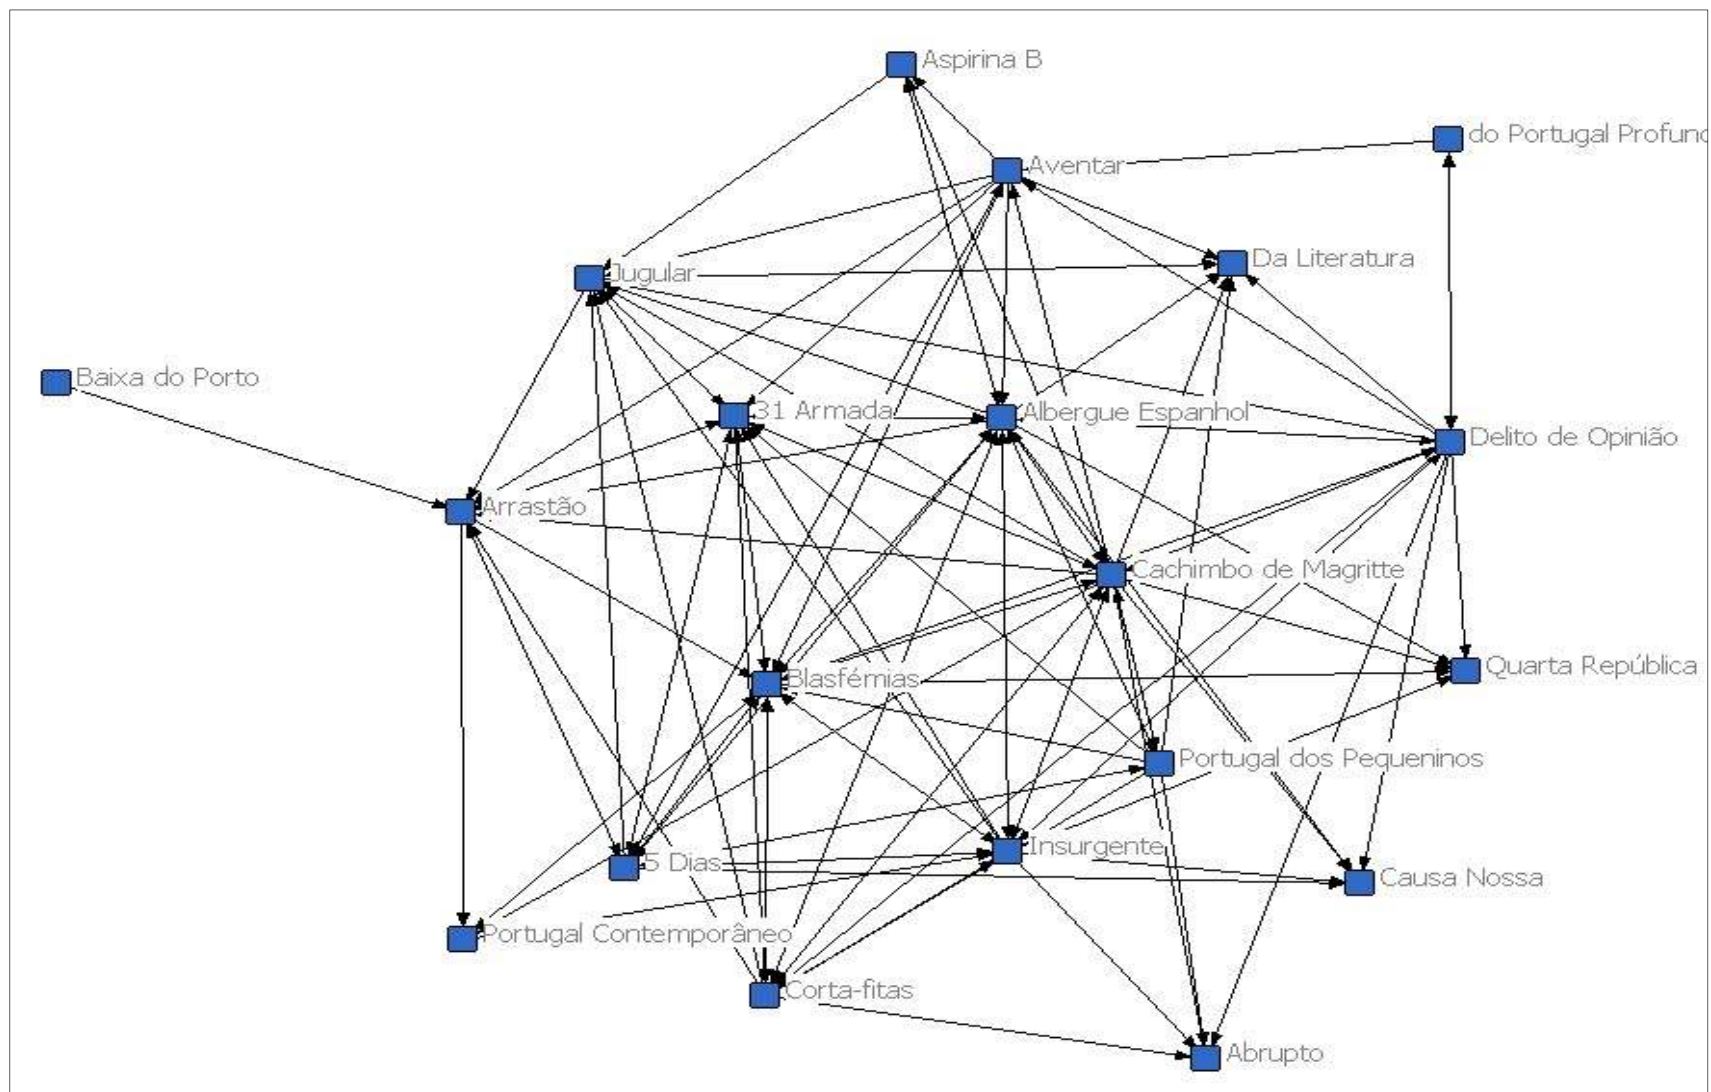 Aspirina B
do Portugal Profund
Aventar
Da Literatura
Jugular
Baixa do Porto
31 Armada
Albergue Espanhol
Delito de Opinião
Arrastão
Cachimbo de Magritte
Quarta República
Blasfémias
Portugal dos Pequeninos
Insurgente
5 Dias
Causa Nossa
Portugal Contemporâneo
Corta-fitas
Abrupto